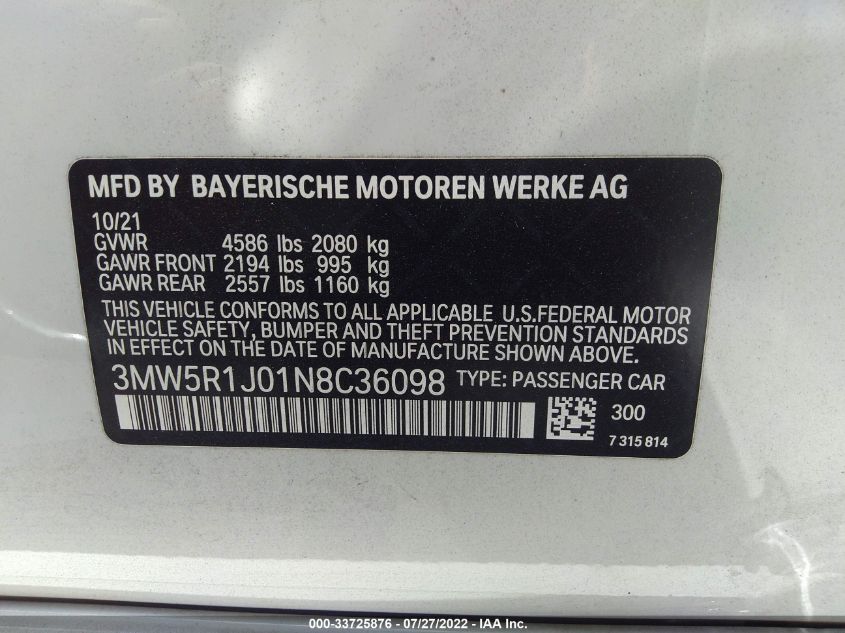 MFD BY BAYERISCHE MOTOREN WERKE AG
10/21
GVWR 4586 lbs 2080 kg
GAWR FRONT 2194 lbs 995 kg
GAWR REAR 2557 lbs 1160 kg
THIS VEHICLE CONFORMS TO ALL APPLICABLE U.S.FEDERAL MOTOR
VEHICLE SAFETY, BUMPER AND THEFT PREVENTION STANDARDS
IN EFFECT ON THE DATE OF MANUFACTURE SHOWN ABOVE.
3MW5R1J01N8C36098 TYPE: PASSENGER CAR
300
7 315 814
000-33725876 / 07/27/2022 - IAA Inc.